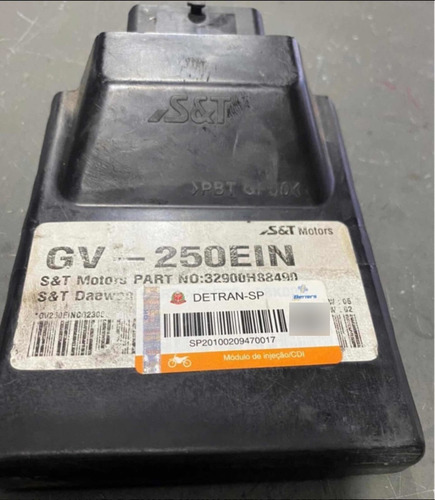 S&T
>PBT GF30<
S&T Motors
GV - 250EIN
S&T Motors PART NO:32900H88490
S&T Daewoo
DETRAN-SP
SP20100209470017
Módulo de injeção/CDI